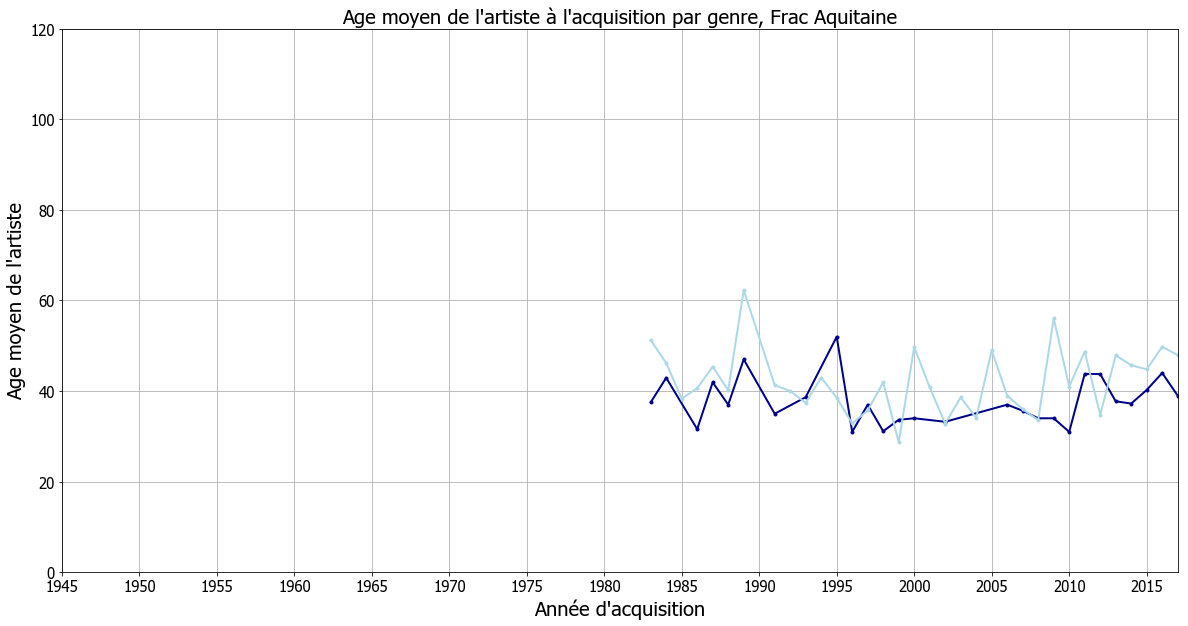 Age moyen de l'artiste à l'acquisition par genre, Frac Aquitaine
120
100
80
60
40
20
0
Age moyen de l'artiste
1945 1950 1955 1960 1965 1970 1975 1980 1985 1990 1995 2000 2005 2010 2015
Année d'acquisition